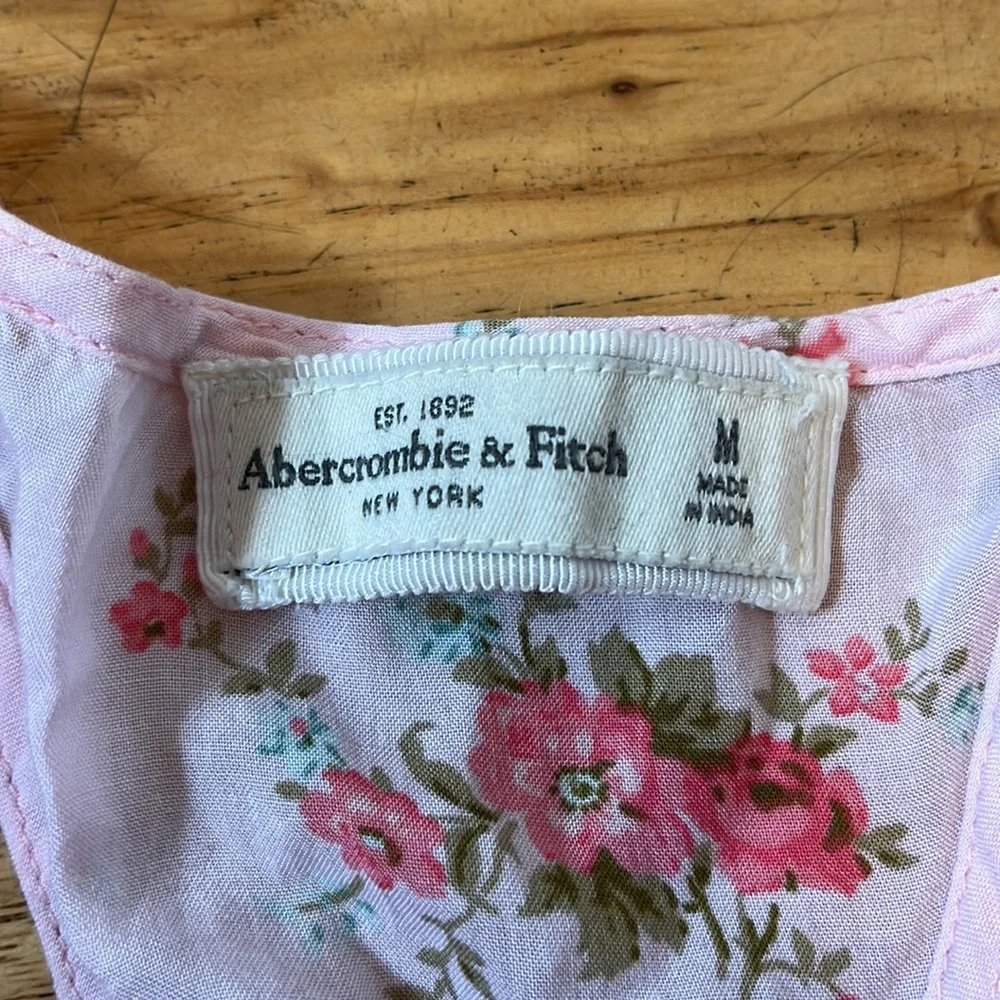 EST. 1892
Abercrombie & Fitch
NEW YORK
M
MADE
IN INDIA